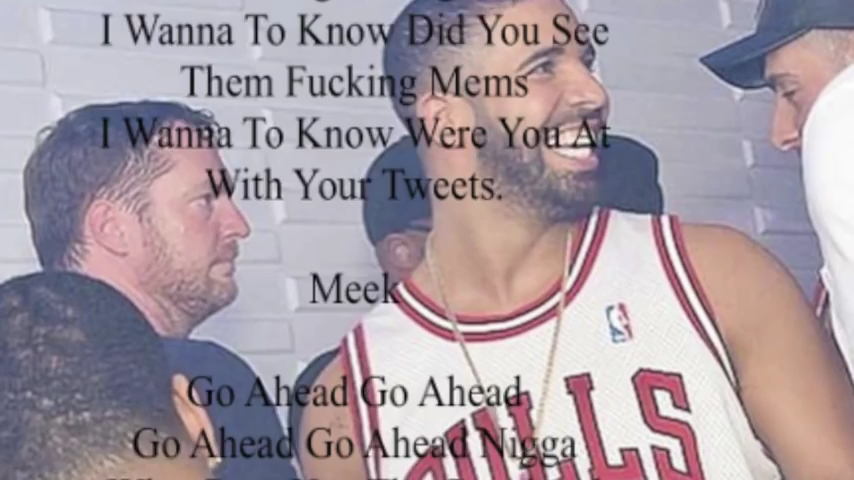 I Wanna To Know Did You See
Them Fucking Mems
I Wanna To Know Were You At
With Your Tweets.
Meek
Go Ahead Go Ahead
Go Ahead Go Ahead Nigga
BULLS